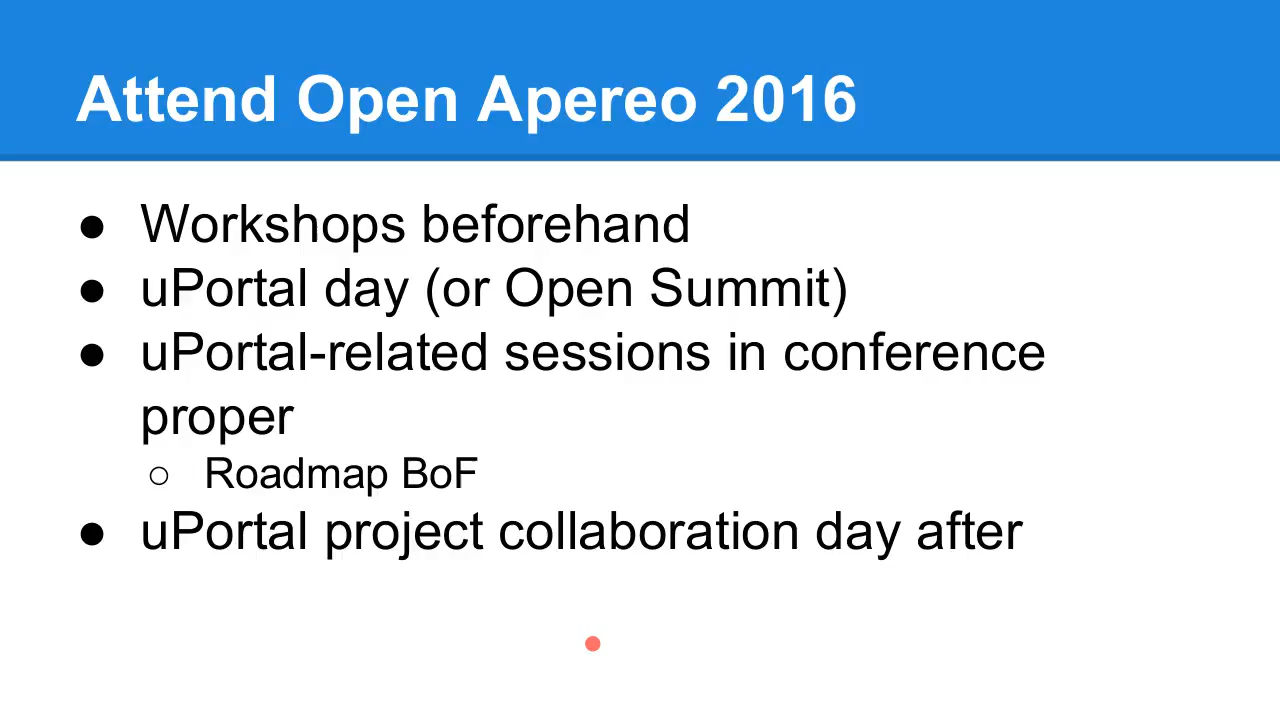 Attend Open Apereo 2016
● Workshops beforehand
● uPortal day (or Open Summit)
● uPortal-related sessions in conference
proper
○ Roadmap BoF
● uPortal project collaboration day after